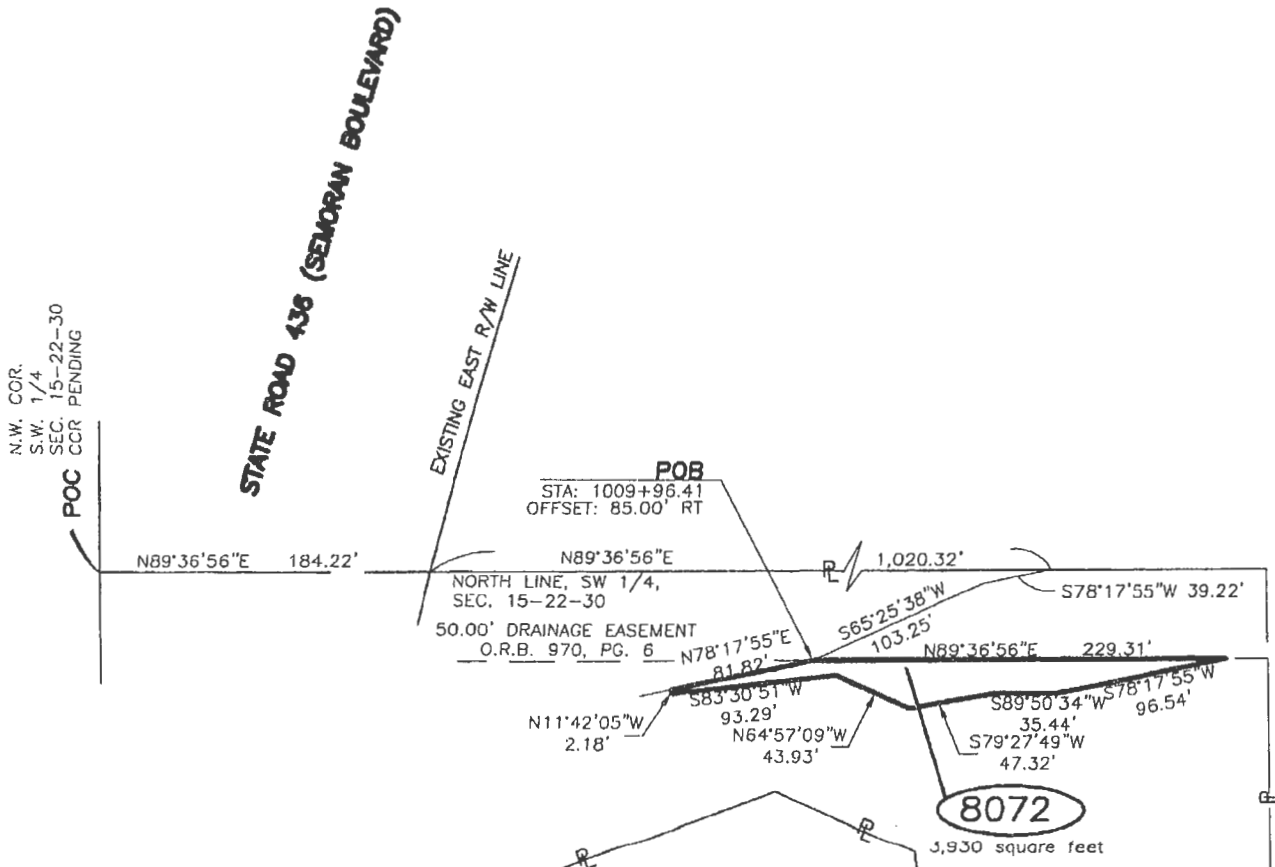 N.W. COR.
S.W. 1/4
SEC. 15-22-30
CCR PENDING
POC
STATE ROAD 436 (SEMORAN BOULEVARD)
EXISTING EAST R/W LINE
POB
STA: 1009+96.41
OFFSET: 85.00' RT
N89°36'56"E 184.22'
N89°36'56"E
1,020.32'
NORTH LINE, SW 1/4,
SEC. 15-22-30
S78°17'55"W 39.22'
S65°25'38"W
103.25'
50.00' DRAINAGE EASEMENT
O.R.B. 970, PG. 6
N78°17'55"E
81.82'
N89°36'56"E 229.31'
S83°30'51"W
93.29'
N11°42'05"W
2.18'
N64°57'09"W
43.93'
S89°50'34"W
35.44'
S78°17'55"W
96.54'
S79°27'49"W
47.32'
8072
3,930 square feet